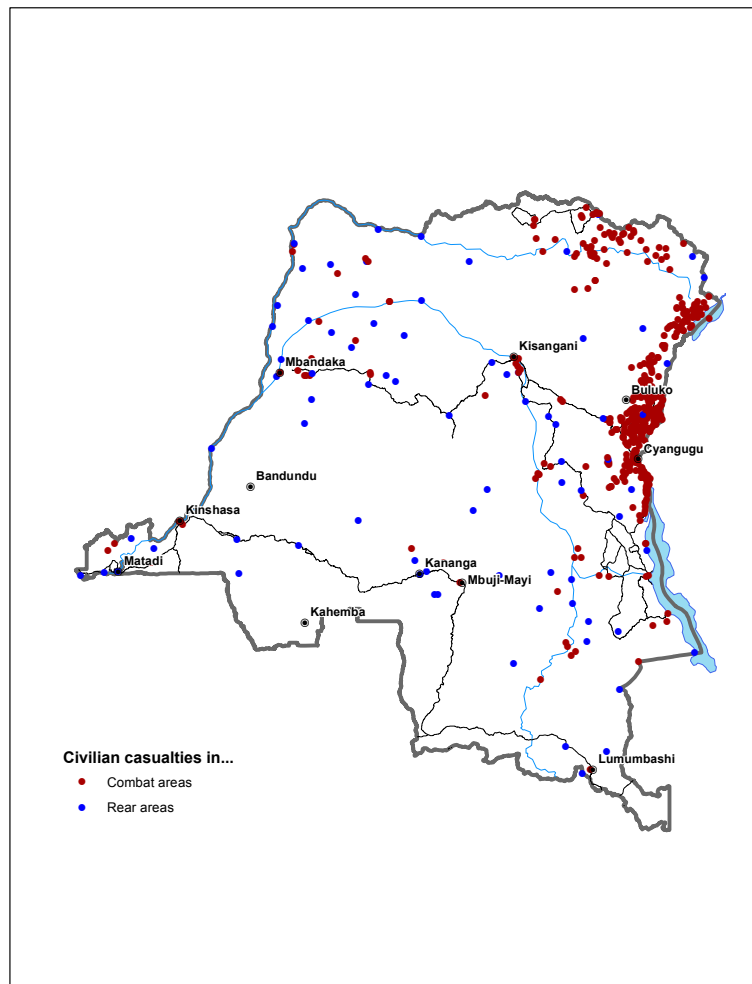 Kisangani
Mbandaka
Buluko
Cyangugu
Bandundu
Kinshasa
Matadi
Kananga
Mbuji-Mayi
Kahemba
Civilian casualties in...
Lumumbashi
Combat areas
Rear areas